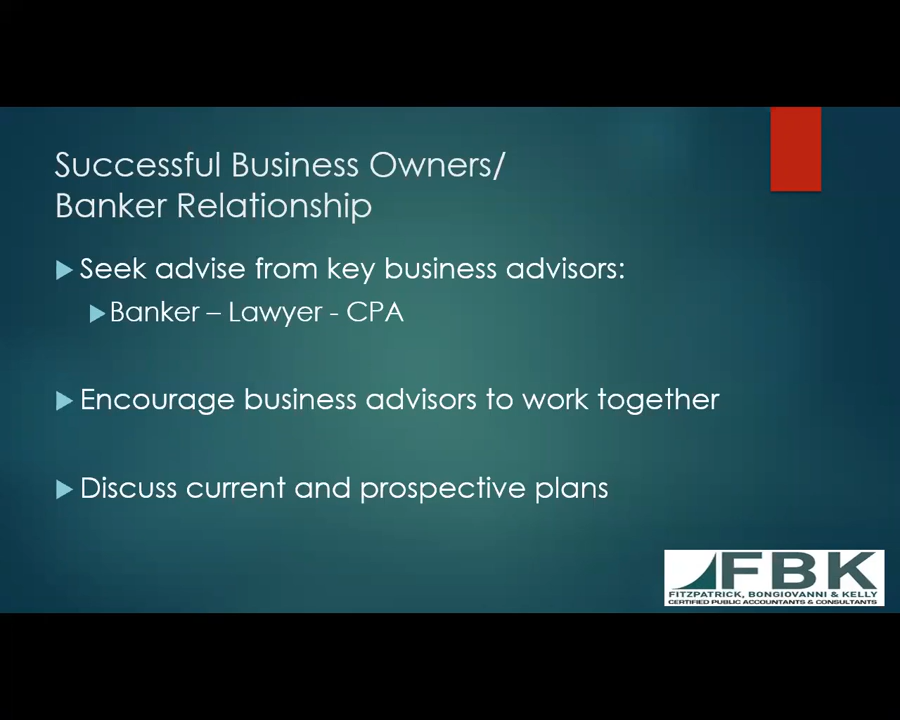 Successful Business Owners/
Banker Relationship
Seek advise from key business advisors:
Banker – Lawyer - CPA
Encourage business advisors to work together
Discuss current and prospective plans
FBK
FITZPATRICK, BONGIOVANNI & KELLY
CERTIFIED PUBLIC ACCOUNTANTS & CONSULTANTS